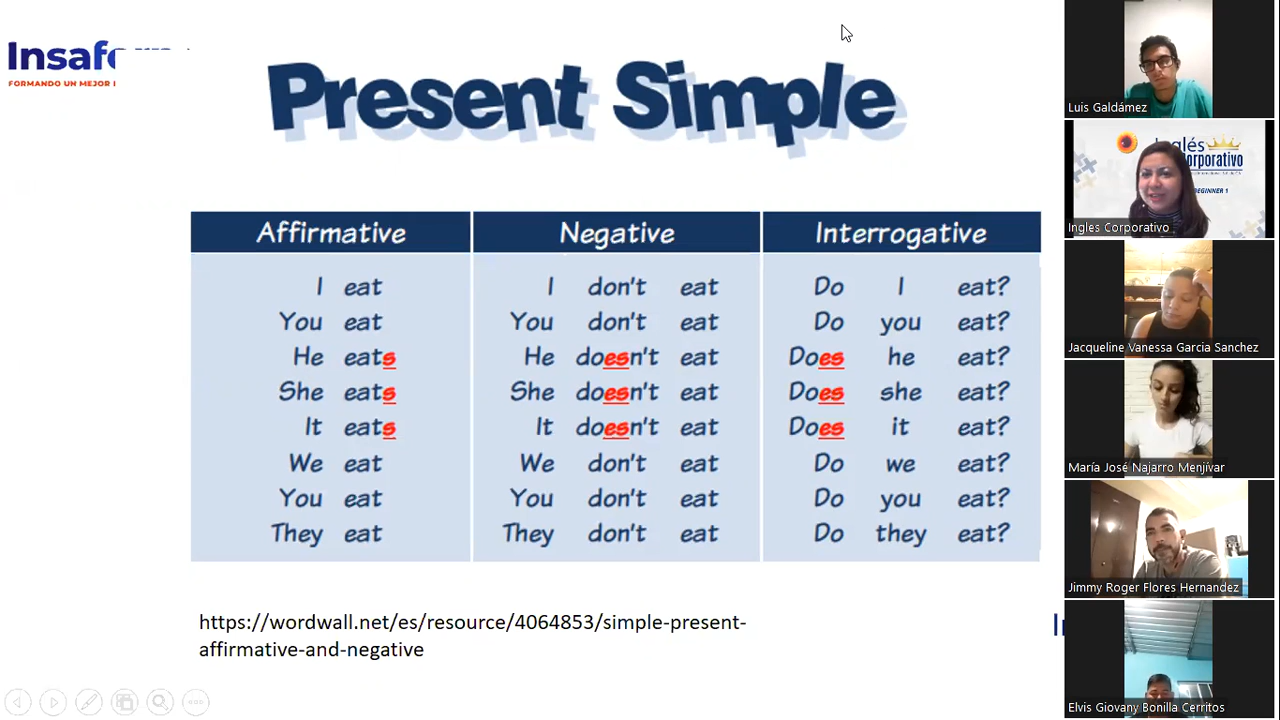 Insafor
FORMANDO UN MEJOR
Present Simple
Affirmative Negative Interrogative
I eat I don't eat Do I eat?
You eat You don't eat Do you eat?
He eats He doesn't eat Does he eat?
She eats She doesn't eat Does she eat?
It eats It doesn't eat Does it eat?
We eat We don't eat Do we eat?
You eat You don't eat Do you eat?
They eat They don't eat Do they eat?
https://wordwall.net/es/resource/4064853/simple-present-
affirmative-and-negative
Luis Galdámez
Inglés
Corporativo
BEGINNER 1
Ingles Corporativo
Jacqueline Vanessa Garcia Sanchez
María José Najarro Menjívar
Jimmy Roger Flores Hernandez
Elvis Giovany Bonilla Cerritos